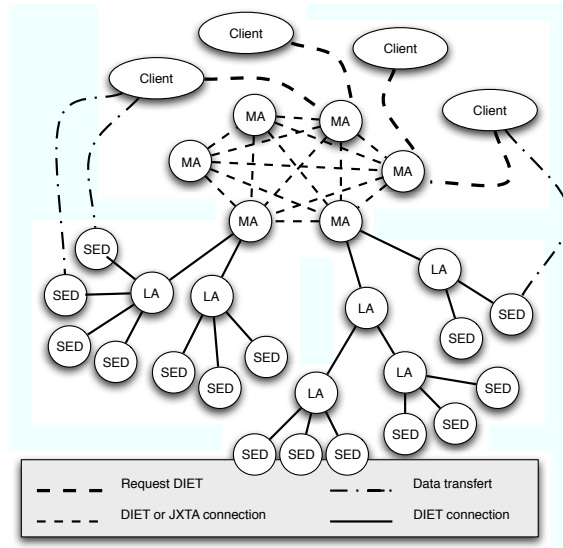 Client
Client
Client
Client
MA
MA
MA
MA
MA
MA
SED
LA
SED
LA
LA
SED
LA
SED
SED
SED
SED
SED
SED
LA
LA
SED
SED
SED
SED
SED
SED
Request DIET
Data transfert
DIET or JXTA connection
DIET connection